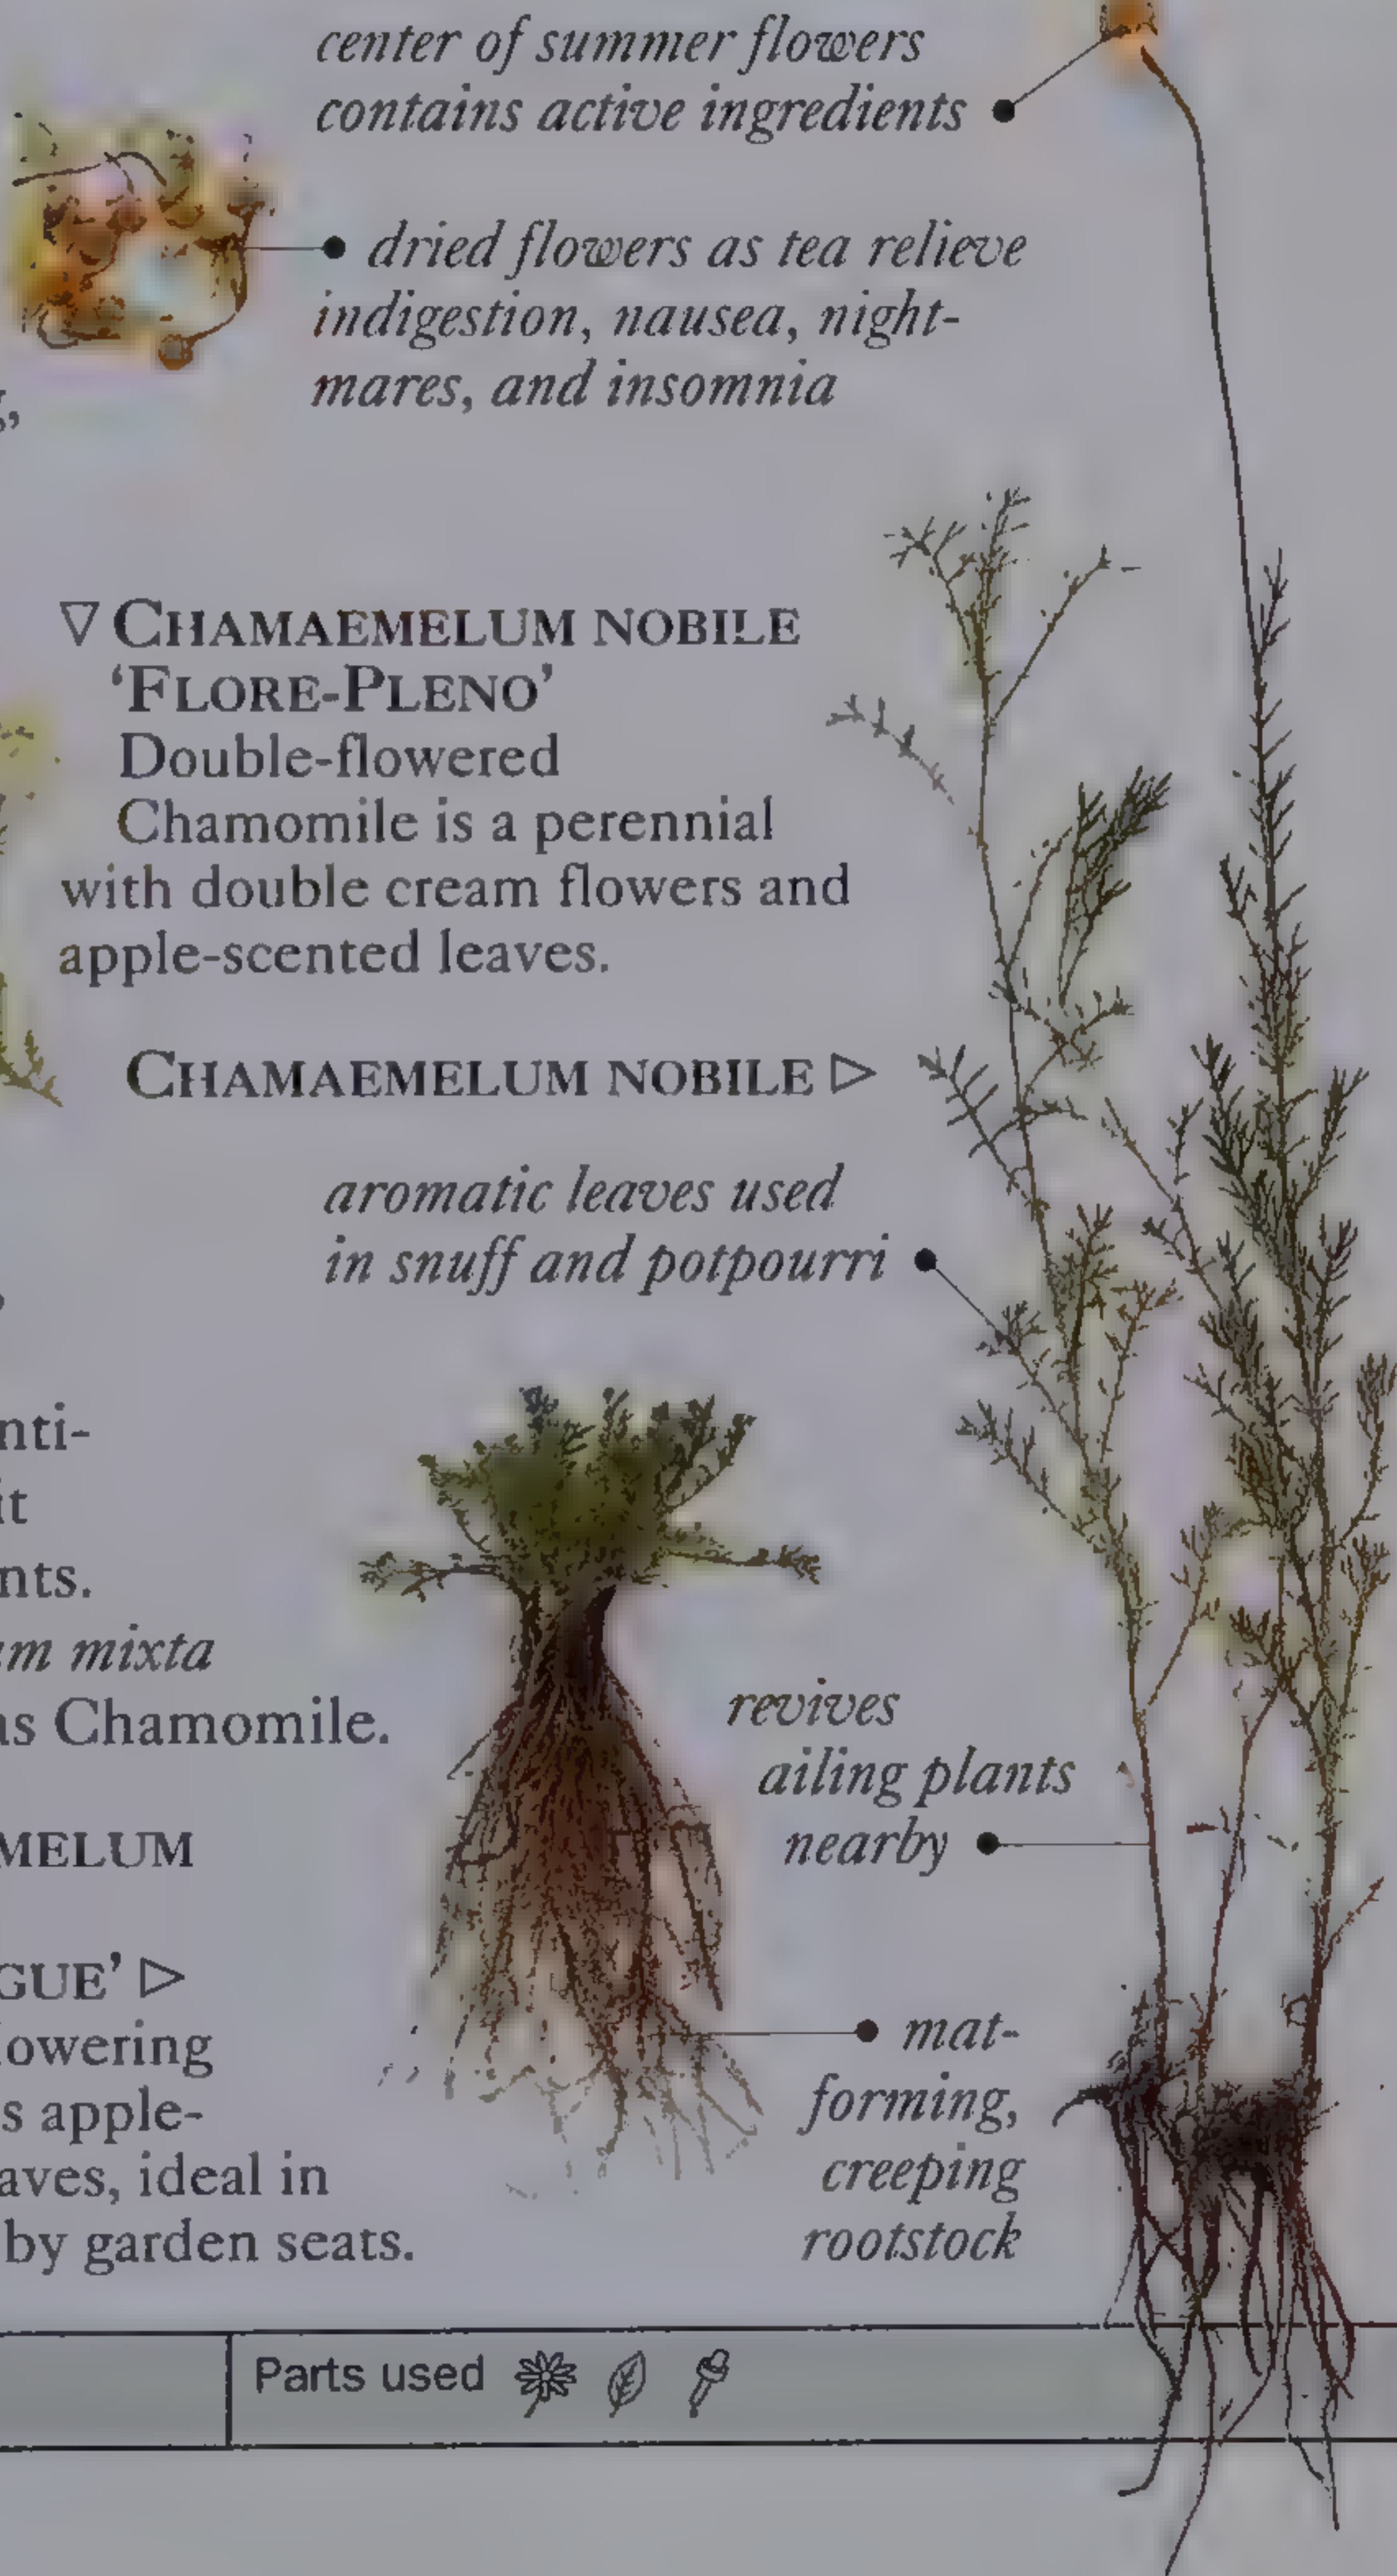 center of summer flowers
contains active ingredients
dried flowers as tea relieve
indigestion, nausea, night-
mares, and insomnia
▽ CHAMAEMELUM NOBILE
‘FLORE-PLENO’
Double-flowered
Chamomile is a perennial
with double cream flowers and
apple-scented leaves.
CHAMAEMELUM NOBILE ▷
aromatic leaves used
in snuff and potpourri
nti-
it
nts.
um mixta
as Chamomile.
MELUM
GUE’ ▷
lowering
s apple-
aves, ideal in
by garden seats.
revives
ailing plants
nearby
mat-
forming,
creeping
rootstock
Parts used